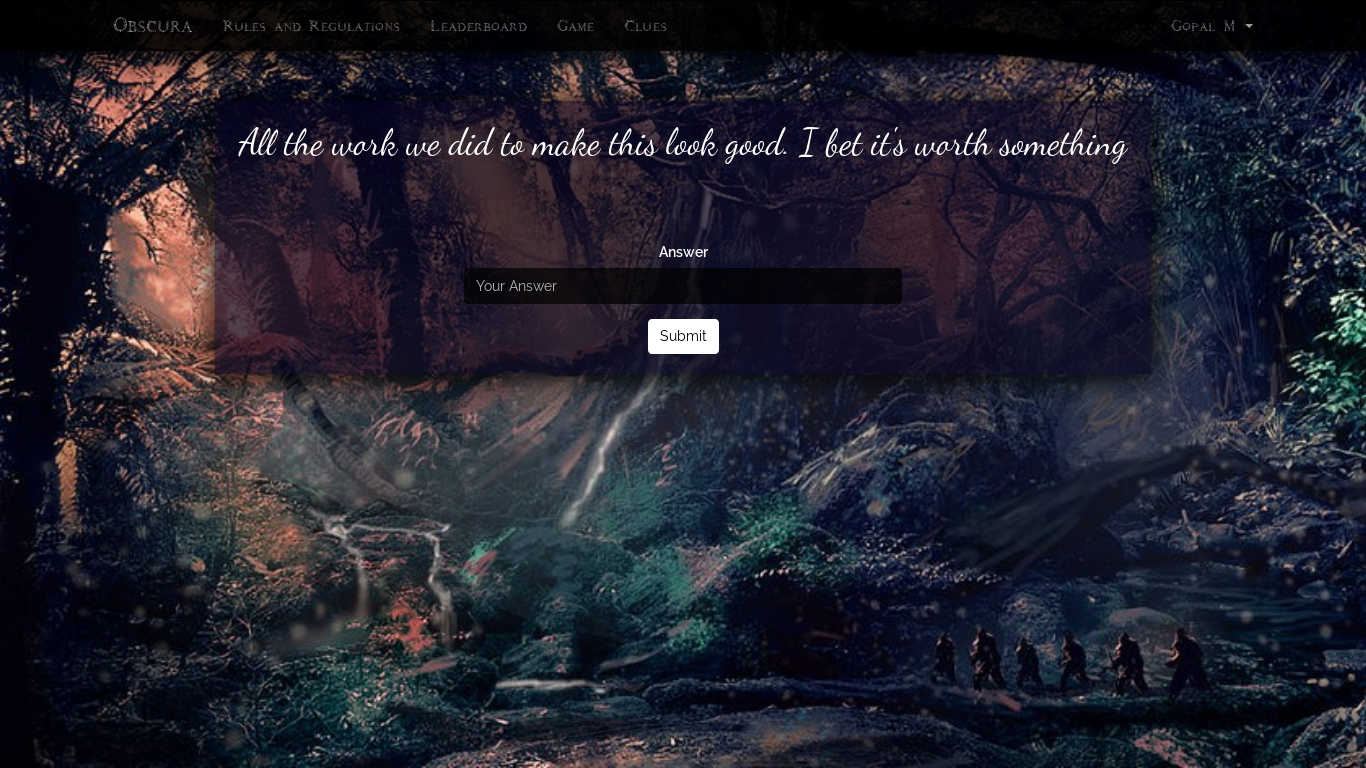 Obscura Rules and Regulations Leaderboard Game Clues Gopal M
All the work we did to make this look good. I bet it's worth something
Answer
Your Answer
Submit